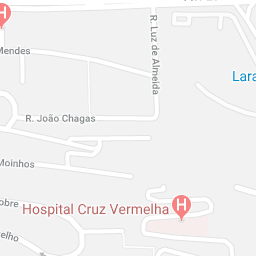 H
Mendes
R. Luz de Almeida
Lara
R. João Chagas
Moinhos
obre
Hospital Cruz Vermelha H
elho